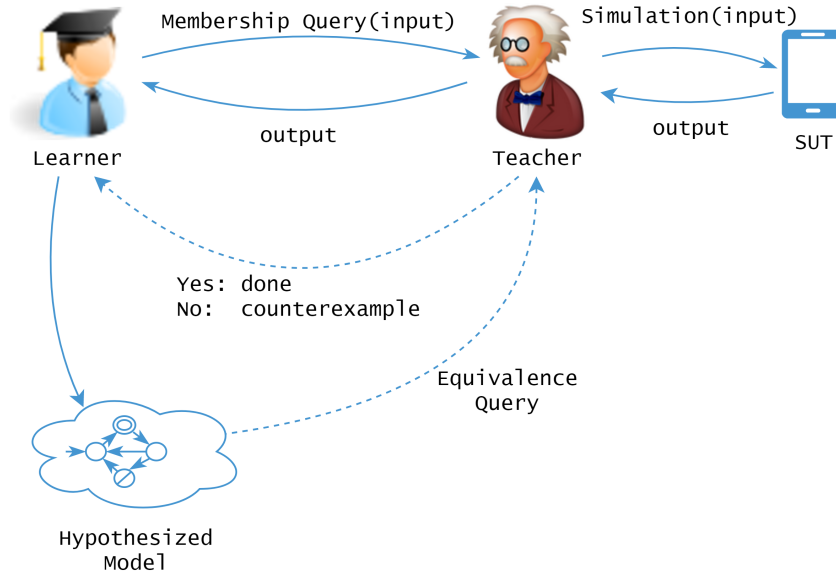 Membership Query(input)
Simulation(input)
output
output
SUT
Learner
Teacher
Yes: done
No:  counterexample
Equivalence
Query
Hypothesized
Model